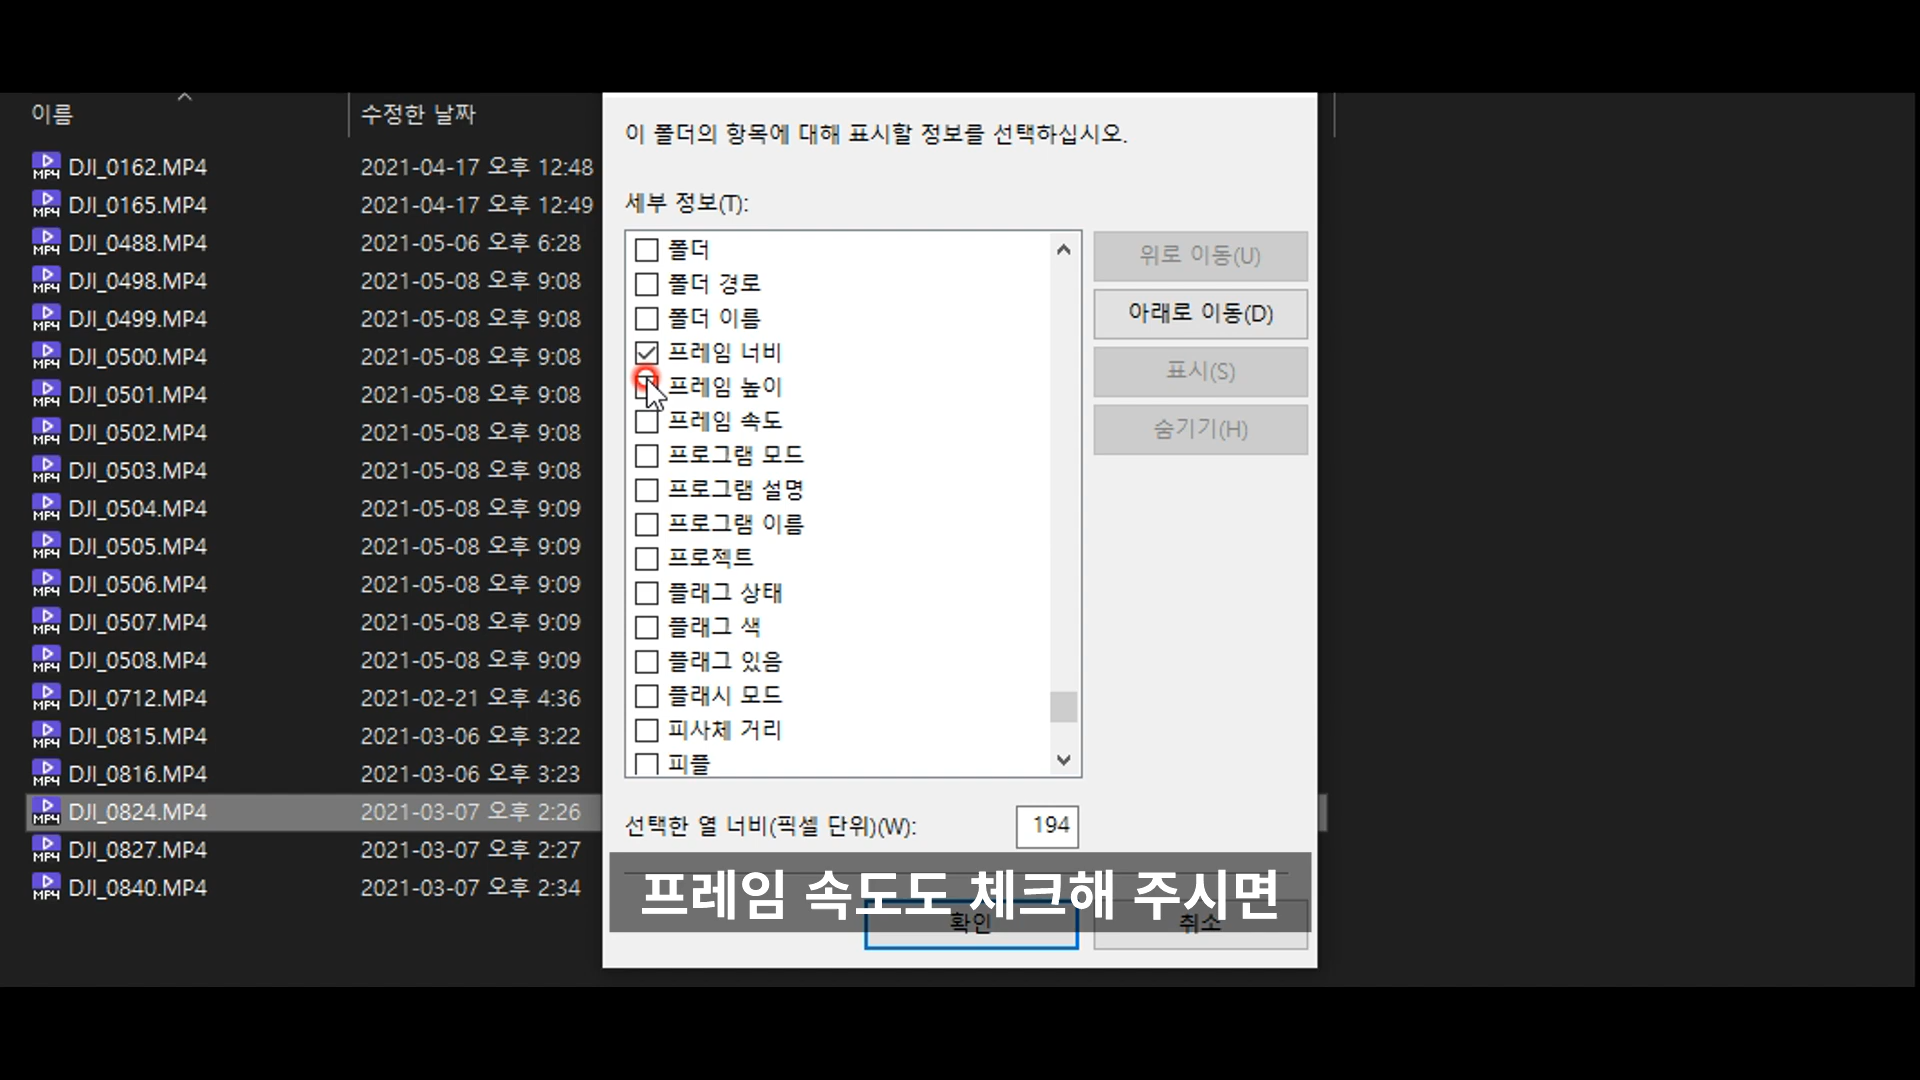 이름
수정한 날짜
DJI_0162.MP4 2021-04-17 오후 12:48
DJI_0165.MP4 2021-04-17 오후 12:49
DJI_0488.MP4 2021-05-06 오후 6:28
DJI_0498.MP4 2021-05-08 오후 9:08
DJI_0499.MP4 2021-05-08 오후 9:08
DJI_0500.MP4 2021-05-08 오후 9:08
DJI_0501.MP4 2021-05-08 오후 9:08
DJI_0502.MP4 2021-05-08 오후 9:08
DJI_0503.MP4 2021-05-08 오후 9:08
DJI_0504.MP4 2021-05-08 오후 9:09
DJI_0505.MP4 2021-05-08 오후 9:09
DJI_0506.MP4 2021-05-08 오후 9:09
DJI_0507.MP4 2021-05-08 오후 9:09
DJI_0508.MP4 2021-05-08 오후 9:09
DJI_0712.MP4 2021-02-21 오후 4:36
DJI_0815.MP4 2021-03-06 오후 3:22
DJI_0816.MP4 2021-03-06 오후 3:23
DJI_0824.MP4 2021-03-07 오후 2:26
DJI_0827.MP4 2021-03-07 오후 2:27
DJI_0840.MP4 2021-03-07 오후 2:34
이 폴더의 항목에 대해 표시할 정보를 선택하십시오.
세부 정보(T):
폴더
폴더 경로
폴더 이름
프레임 너비
프레임 높이
프레임 속도
프로그램 모드
프로그램 설명
프로그램 이름
프로젝트
플래그 상태
플래그 색
플래그 있음
플래시 모드
피사체 거리
피플
위로 이동(U)
아래로 이동(D)
표시(S)
숨기기(H)
선택한 열 너비(픽셀 단위)(W): 194
프레임 속도도 체크해 주시면
확인
취소